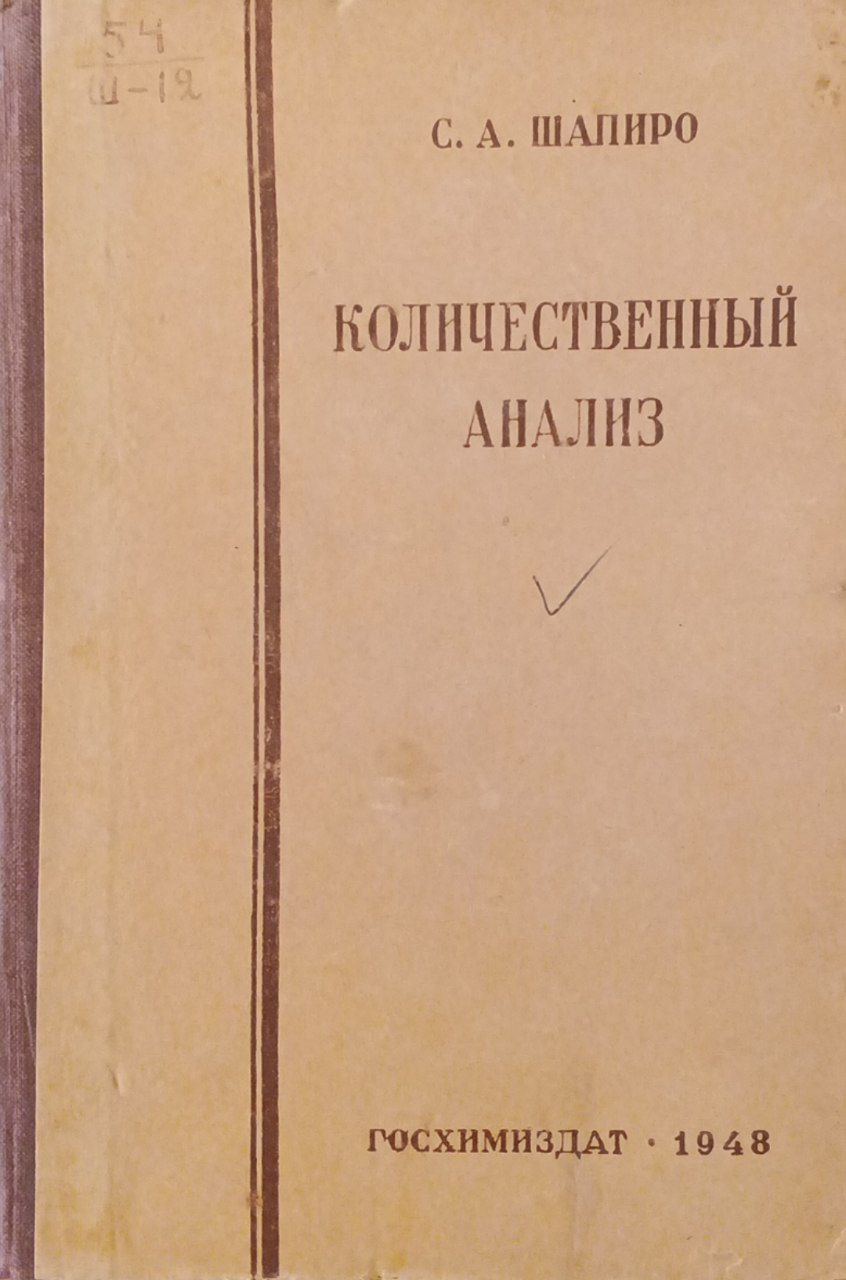 54
Ш-12
С. А. ШАПИРО
КОЛИЧЕСТВЕННЫЙ
АНАЛИЗ
ГОСХИМИЗДАТ · 1948